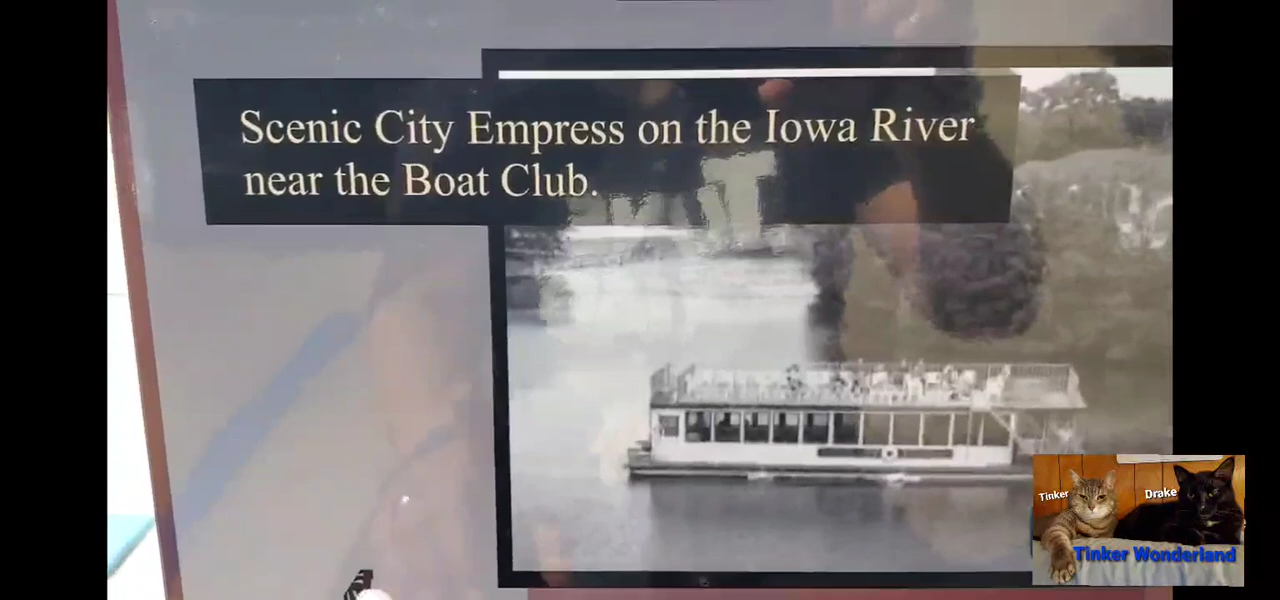 Scenic City Empress on the Iowa River
near the Boat Club.
Tinker
Drake
Tinker Wonderland